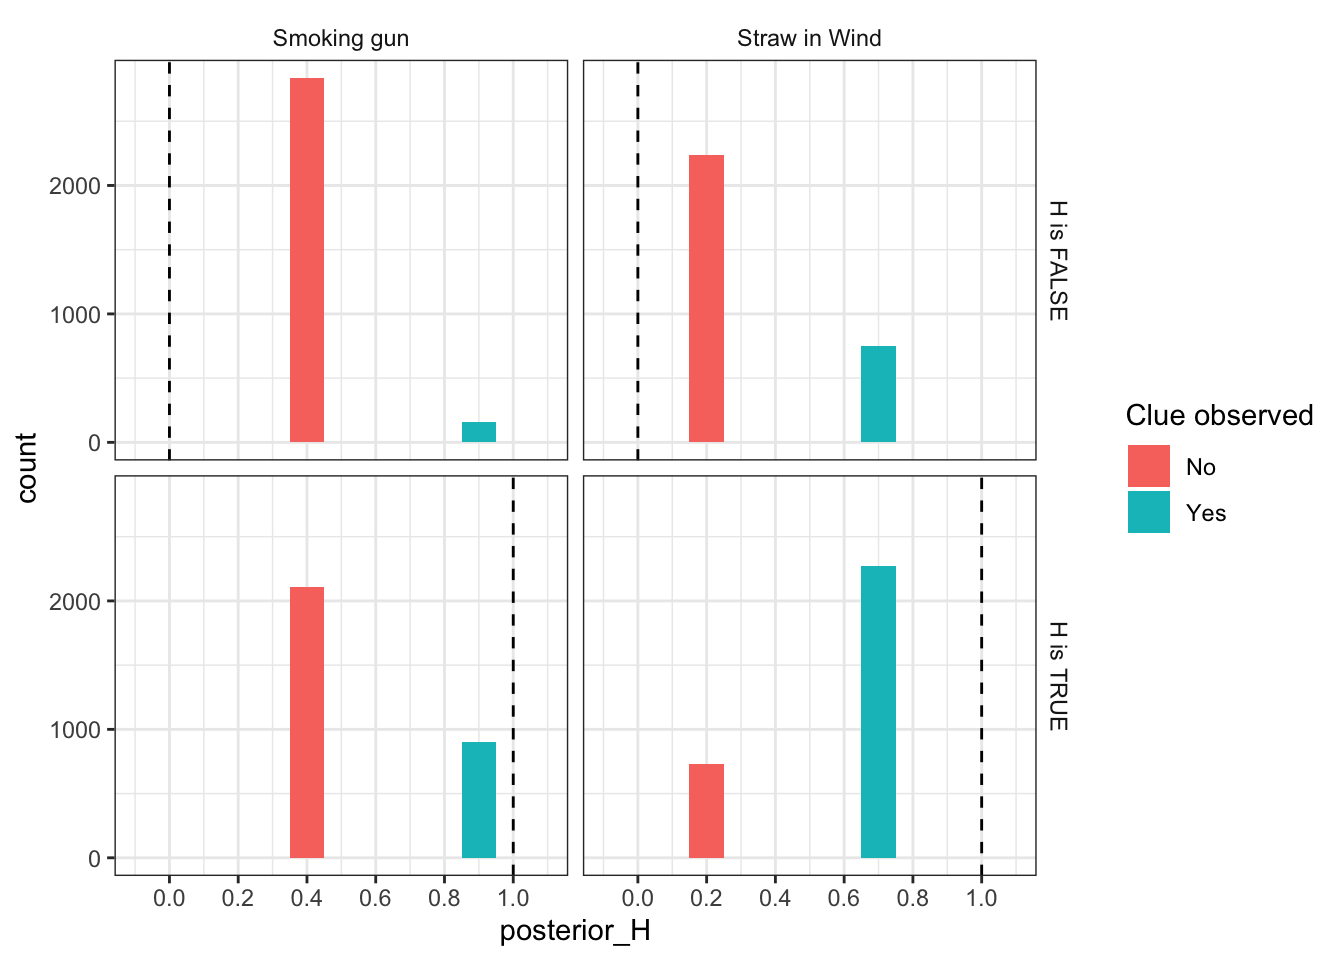 Smoking gun
Straw in Wind
2000
1000
0
H is FALSE
2000
1000
0
H is TRUE
count
0.0 0.2 0.4 0.6 0.8 1.0
0.0 0.2 0.4 0.6 0.8 1.0
posterior_H
Clue observed
No
Yes